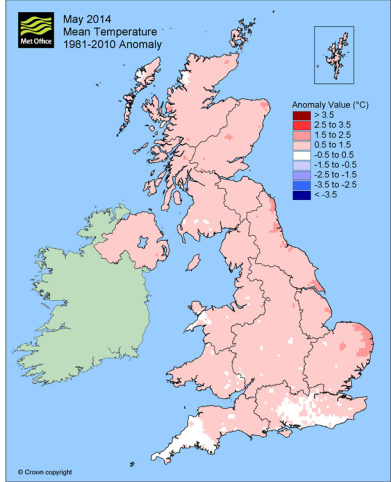 Met Office
May 2014
Mean Temperature
1981-2010 Anomaly
Anomaly Value (°C)
> 3.5
2.5 to 3.5
1.5 to 2.5
0.5 to 1.5
-0.5 to 0.5
-1.5 to -0.5
-2.5 to -1.5
-3.5 to -2.5
< -3.5
© Crown copyright